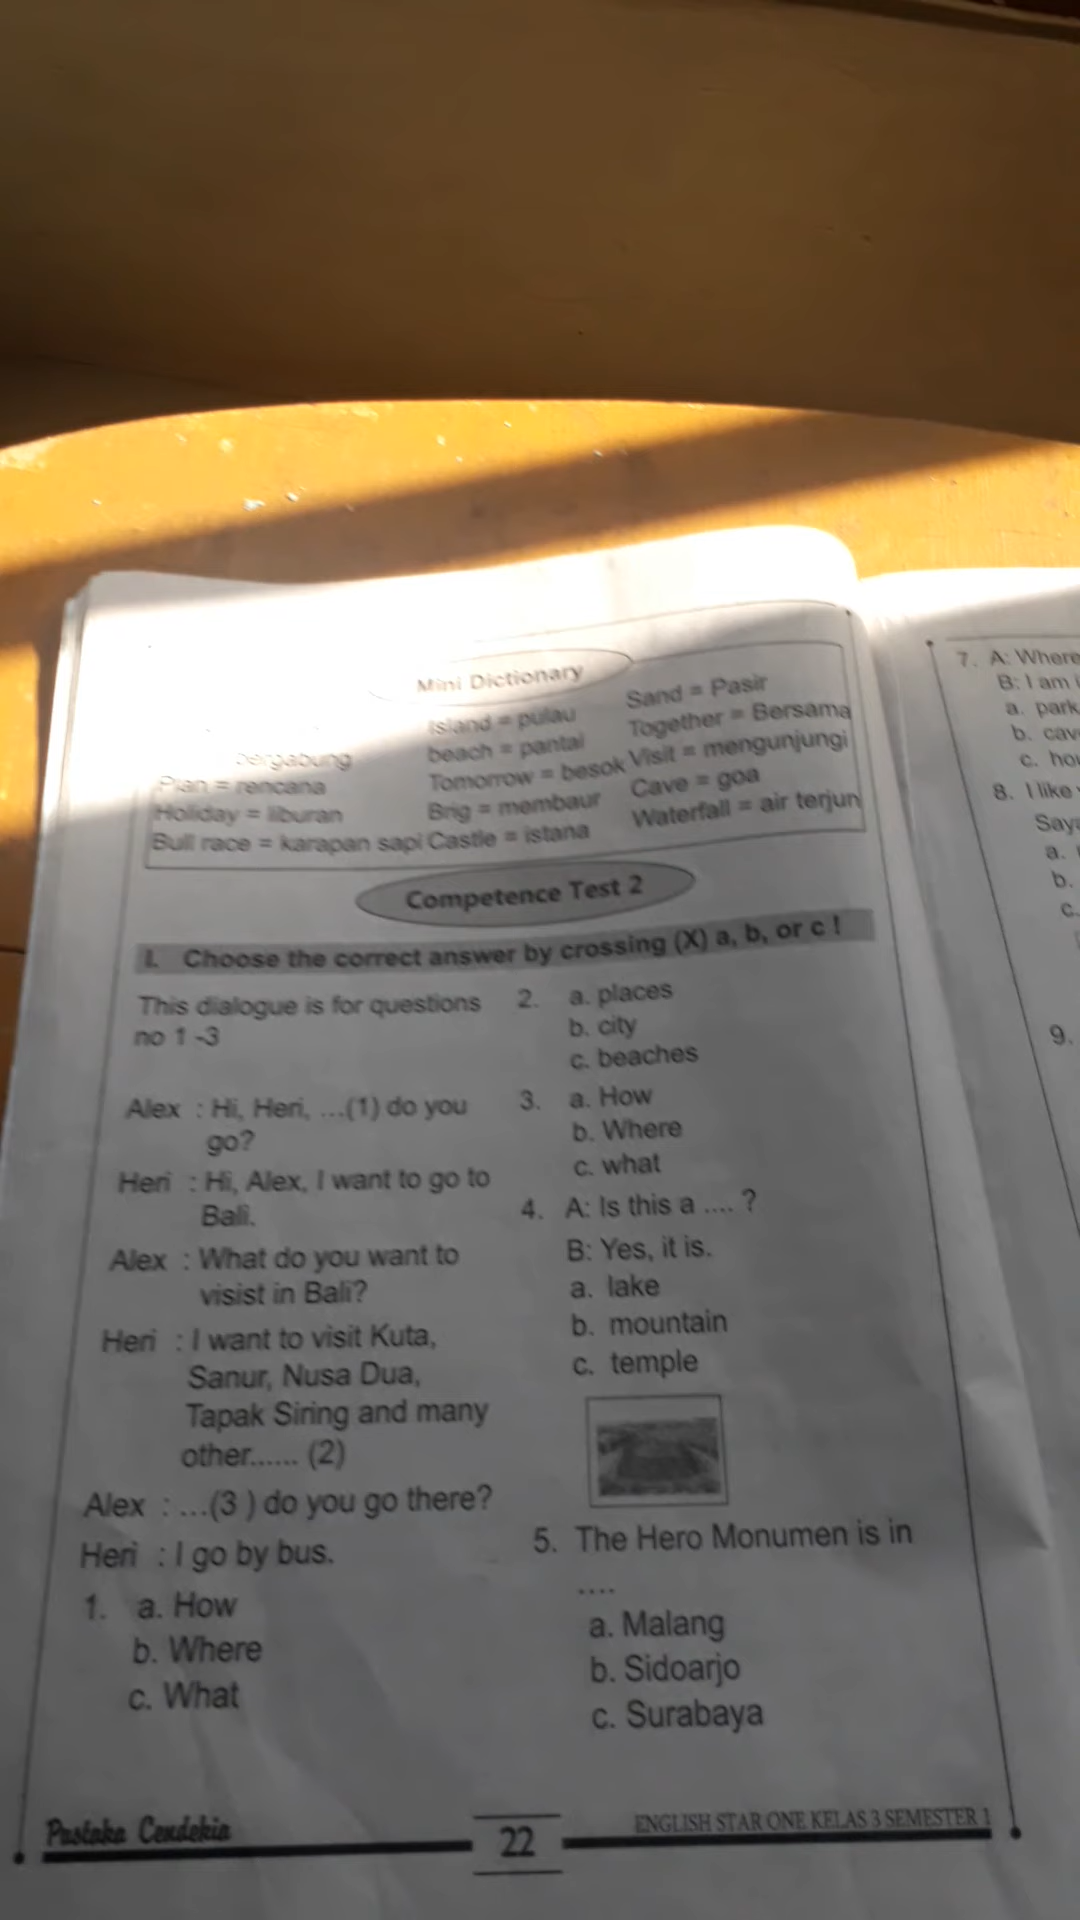 Mini Dictionary
bergabung
Plan = rencana
Holiday = liburan
Bull race = karapan sapi
Island = pulau
beach = pantai
Tomorrow = besok
Brig = membaur
Castle = istana
Sand = Pasir
Together = Bersama
Visit = mengunjungi
Cave = goa
Waterfall = air terjun
Competence Test 2
I. Choose the correct answer by crossing (X) a, b, or c !
This dialogue is for questions
no 1 -3
Alex : Hi, Heri, ...(1) do you
go?
Heri : Hi, Alex, I want to go to
Bali.
Alex : What do you want to
visist in Bali?
Heri : I want to visit Kuta,
Sanur, Nusa Dua,
Tapak Siring and many
other...... (2)
Alex : ...(3 ) do you go there?
Heri : I go by bus.
1. a. How
b. Where
c. What
2. a. places
b. city
c. beaches
3. a. How
b. Where
c. what
4. A: Is this a .... ?
B: Yes, it is.
a. lake
b. mountain
c. temple
5. The Hero Monumen is in
....
a. Malang
b. Sidoarjo
c. Surabaya
Pustaka Cendekia
22
ENGLISH STAR ONE KELAS 3 SEMESTER 1
7. A: Where
B: I am
a. park
b. cav
c. ho
8. I like
Saya
a.
b.
c.
9.